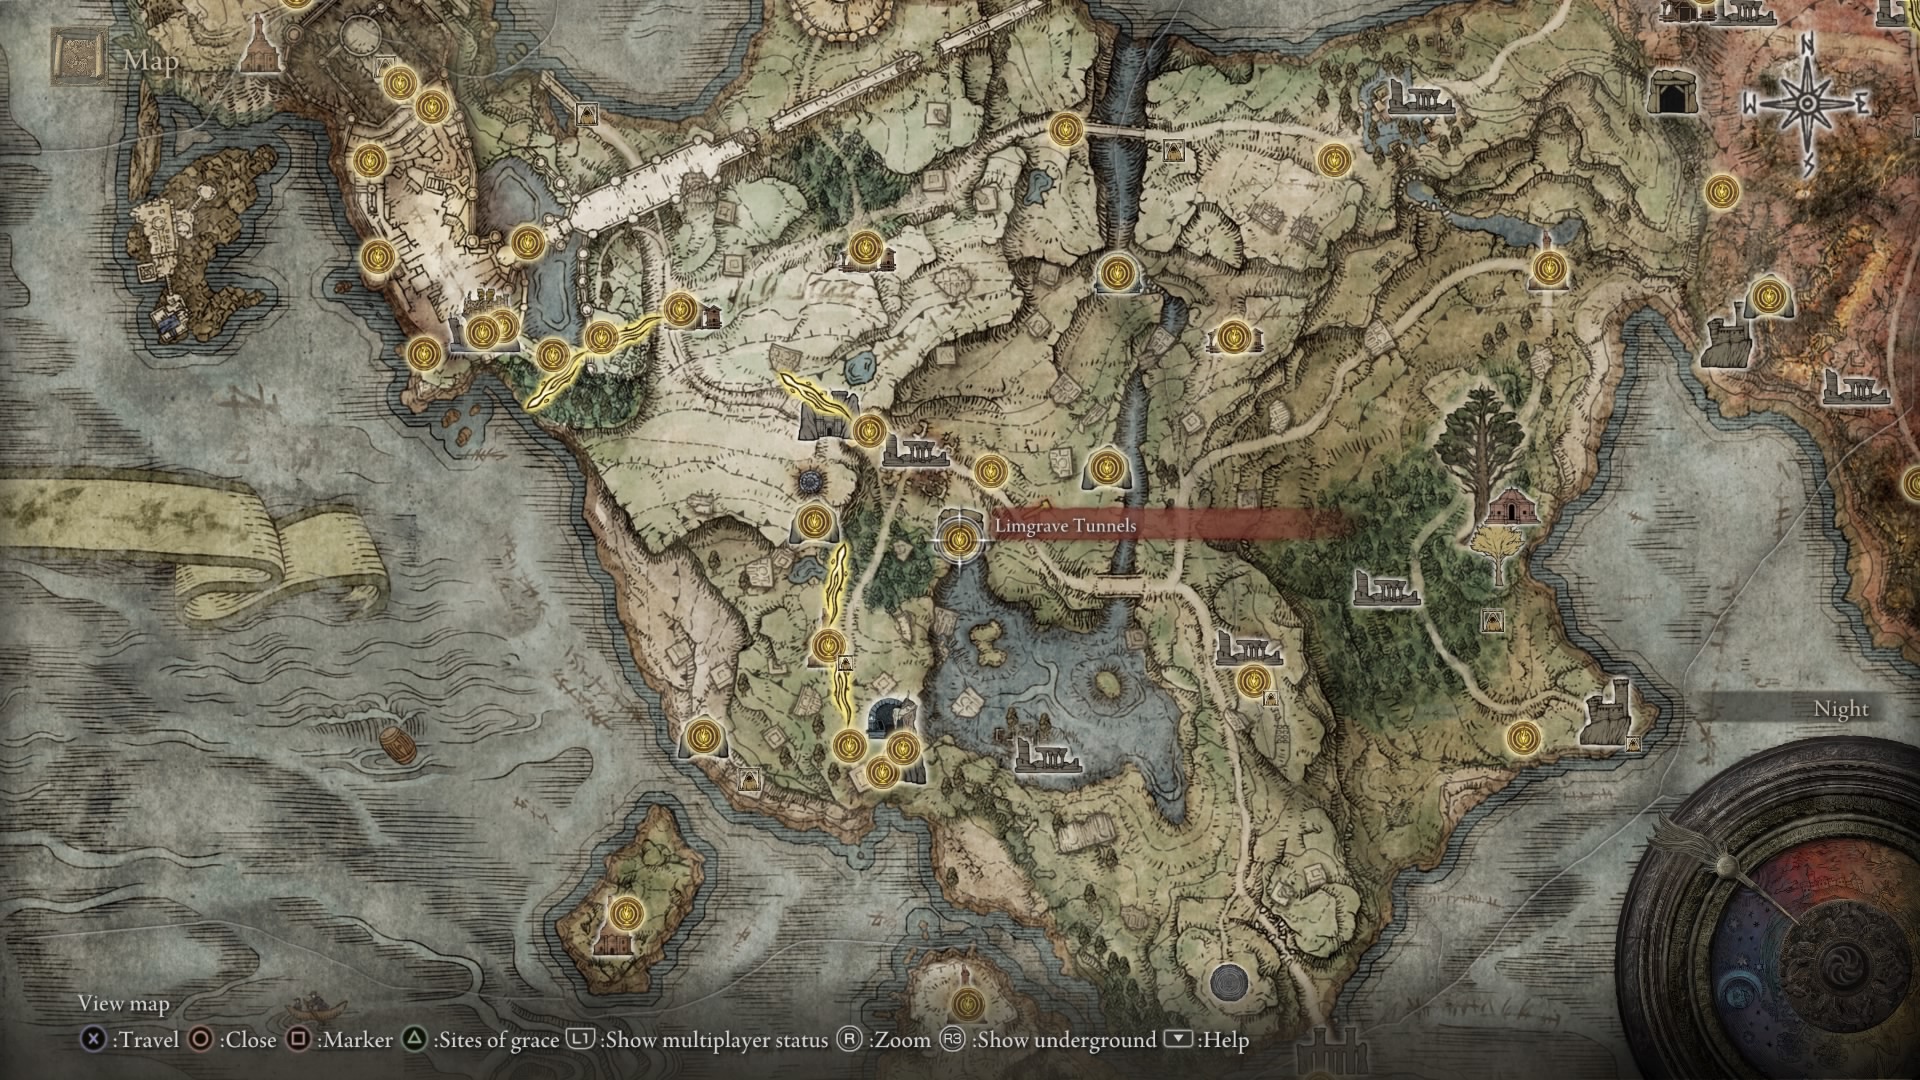 Map
N
W
E
S
Limgrave Tunnels
Night
View map
X :Travel :Close :Marker :Sites of grace L1 :Show multiplayer status R :Zoom R3 :Show underground :Help